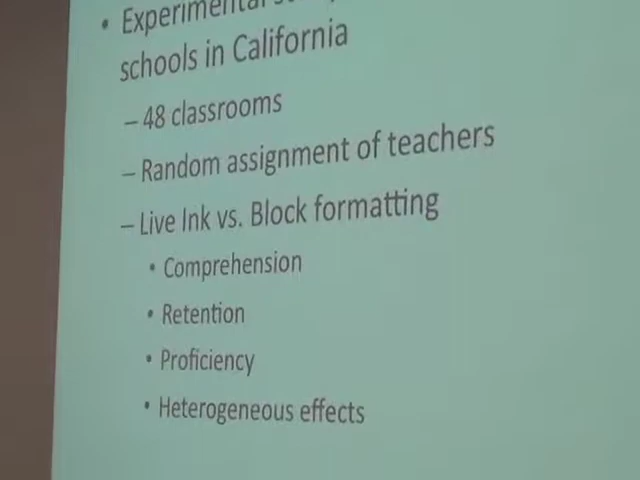 • Experimental
schools in California
– 48 classrooms
– Random assignment of teachers
– Live Ink vs. Block formatting
• Comprehension
• Retention
• Proficiency
• Heterogeneous effects